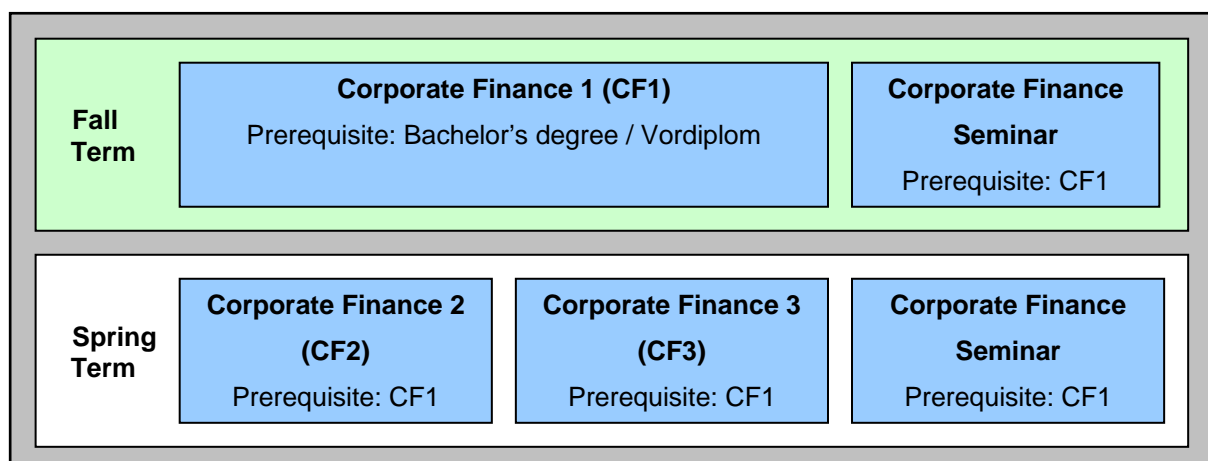 Fall
Term
Corporate Finance 1 (CF1)
Prerequisite: Bachelor's degree / Vordiplom
Corporate Finance
Seminar
Prerequisite: CF1
Spring
Term
Corporate Finance 2
(CF2)
Prerequisite: CF1
Corporate Finance 3
(CF3)
Prerequisite: CF1
Corporate Finance
Seminar
Prerequisite: CF1